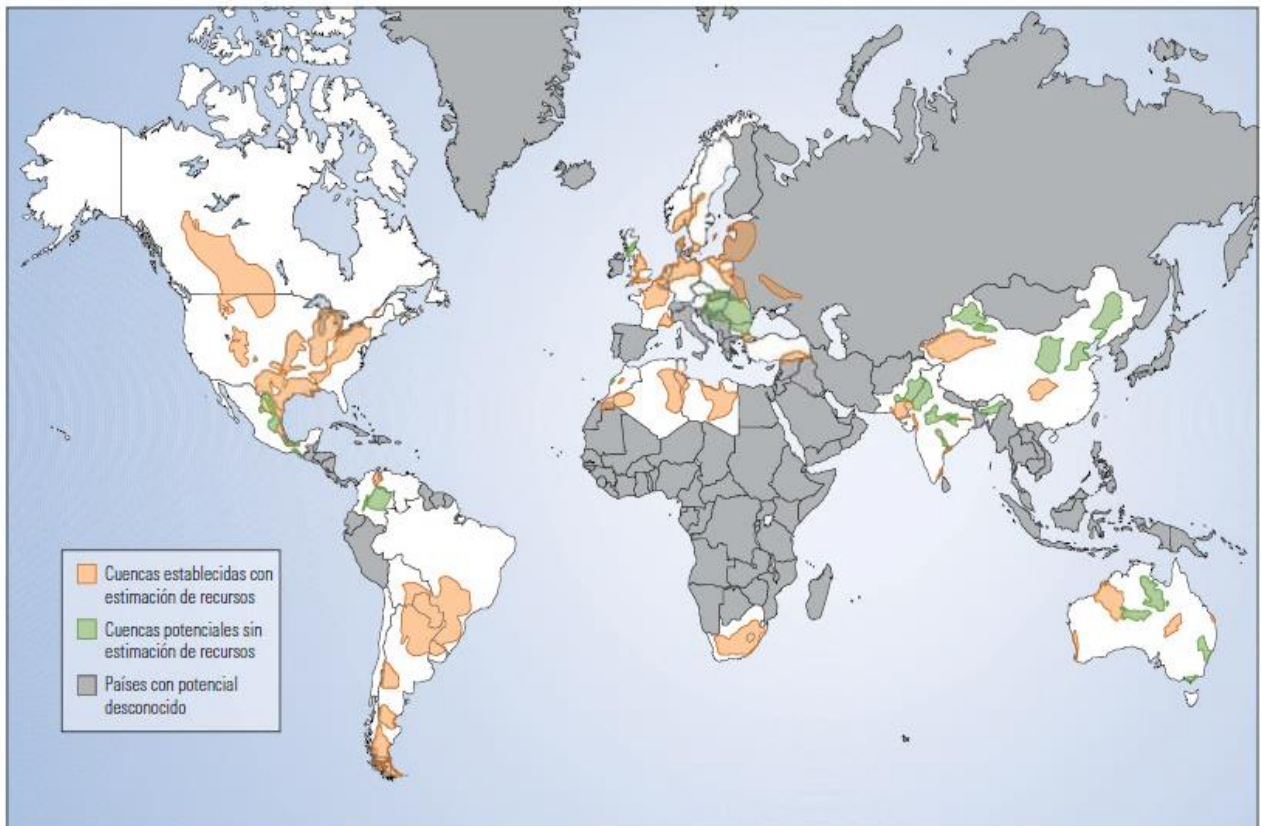 Cuencas establecidas con
estimación de recursos
Cuencas potenciales sin
estimación de recursos
Países con potencial
desconocido